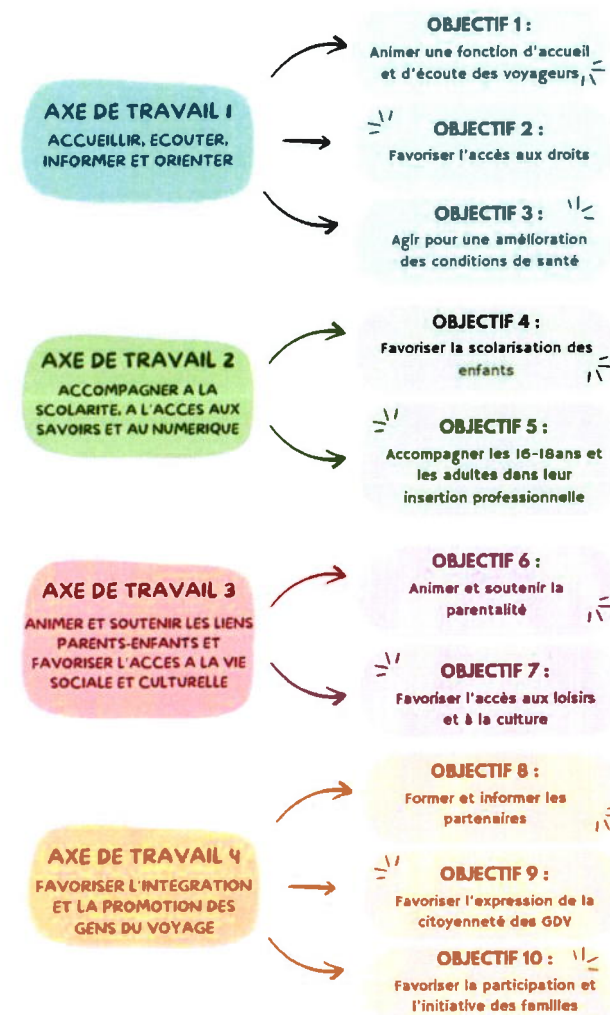 AXE DE TRAVAIL 1
ACCUEILLIR, ECOUTER,
INFORMER ET ORIENTER
OBJECTIF 1 :
Animer une fonction d'accueil
et d'écoute des voyageurs
OBJECTIF 2 :
Favoriser l'accès aux droits
OBJECTIF 3 :
Agir pour une amélioration
des conditions de santé
AXE DE TRAVAIL 2
ACCOMPAGNER A LA
SCOLARITE, A L'ACCES AUX
SAVOIRS ET AU NUMERIQUE
OBJECTIF 4 :
Favoriser la scolarisation des
enfants
OBJECTIF 5 :
Accompagner les 16-18ans et
les adultes dans leur
insertion professionnelle
AXE DE TRAVAIL 3
ANIMER ET SOUTENIR LES LIENS
PARENTS-ENFANTS ET
FAVORISER L'ACCES A LA VIE
SOCIALE ET CULTURELLE
OBJECTIF 6 :
Animer et soutenir la
parentalité
OBJECTIF 7 :
Favoriser l'accès aux loisirs
et à la culture
AXE DE TRAVAIL 4
FAVORISER L'INTEGRATION
ET LA PROMOTION DES
GENS DU VOYAGE
OBJECTIF 8 :
Former et informer les
partenaires
OBJECTIF 9 :
Favoriser l'expression de la
citoyenneté des GDV
OBJECTIF 10 :
Favoriser la participation et
l'initiative des familles